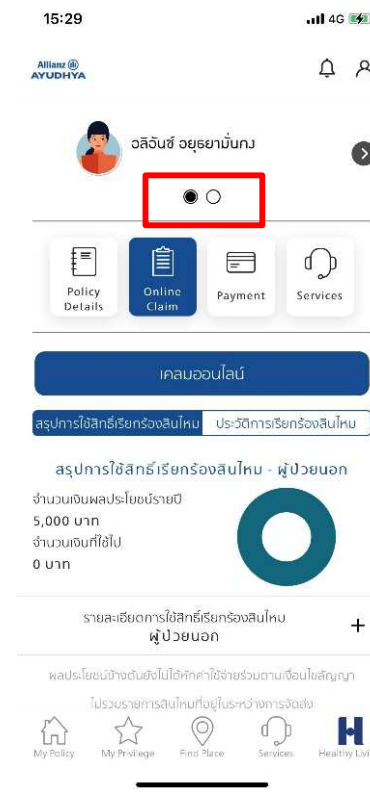 15:29
4G
Allianz
AYUDHYA
อลิอันซ์ อยุธยามั่นคง
Policy
Details
Online
Claim
Payment
Services
เคลมออนไลน์
สรุปการใช้สิทธิ์เรียกร้องสินไหม
ประวัติการเรียกร้องสินไหม
สรุปการใช้สิทธิ์เรียกร้องสินไหม - ผู้ป่วยนอก
จำนวนเงินผลประโยชน์รายปี
5,000 บาท
จำนวนเงินที่ใช้ไป
0 บาท
รายละเอียดการใช้สิทธิ์เรียกร้องสินไหม
ผู้ป่วยนอก
+
ผลประโยชน์ข้างต้นยังไม่ได้หักค่าใช้จ่ายร่วมตามเงื่อนไขสัญญา
ไม่รวมรายการสินไหมที่อยู่ในระหว่างการจัดส่ง
My Policy
My Privilege
Find Place
Services
Healthy Livi